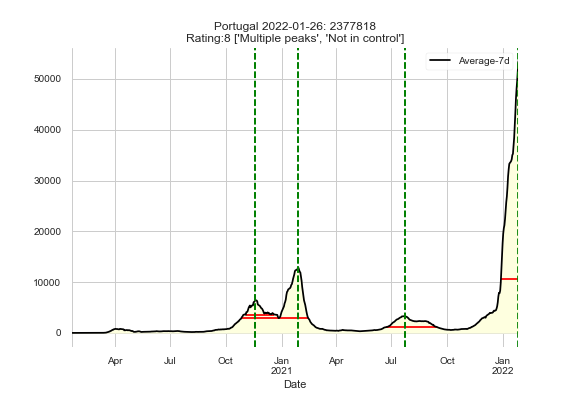 Portugal 2022-01-26: 2377818
Rating:8 ['Multiple peaks', 'Not in control']
Average-7d
50000
40000
30000
20000
10000
0
Apr Jul Oct Jan Apr Jul Oct Jan
2021 2022
Date